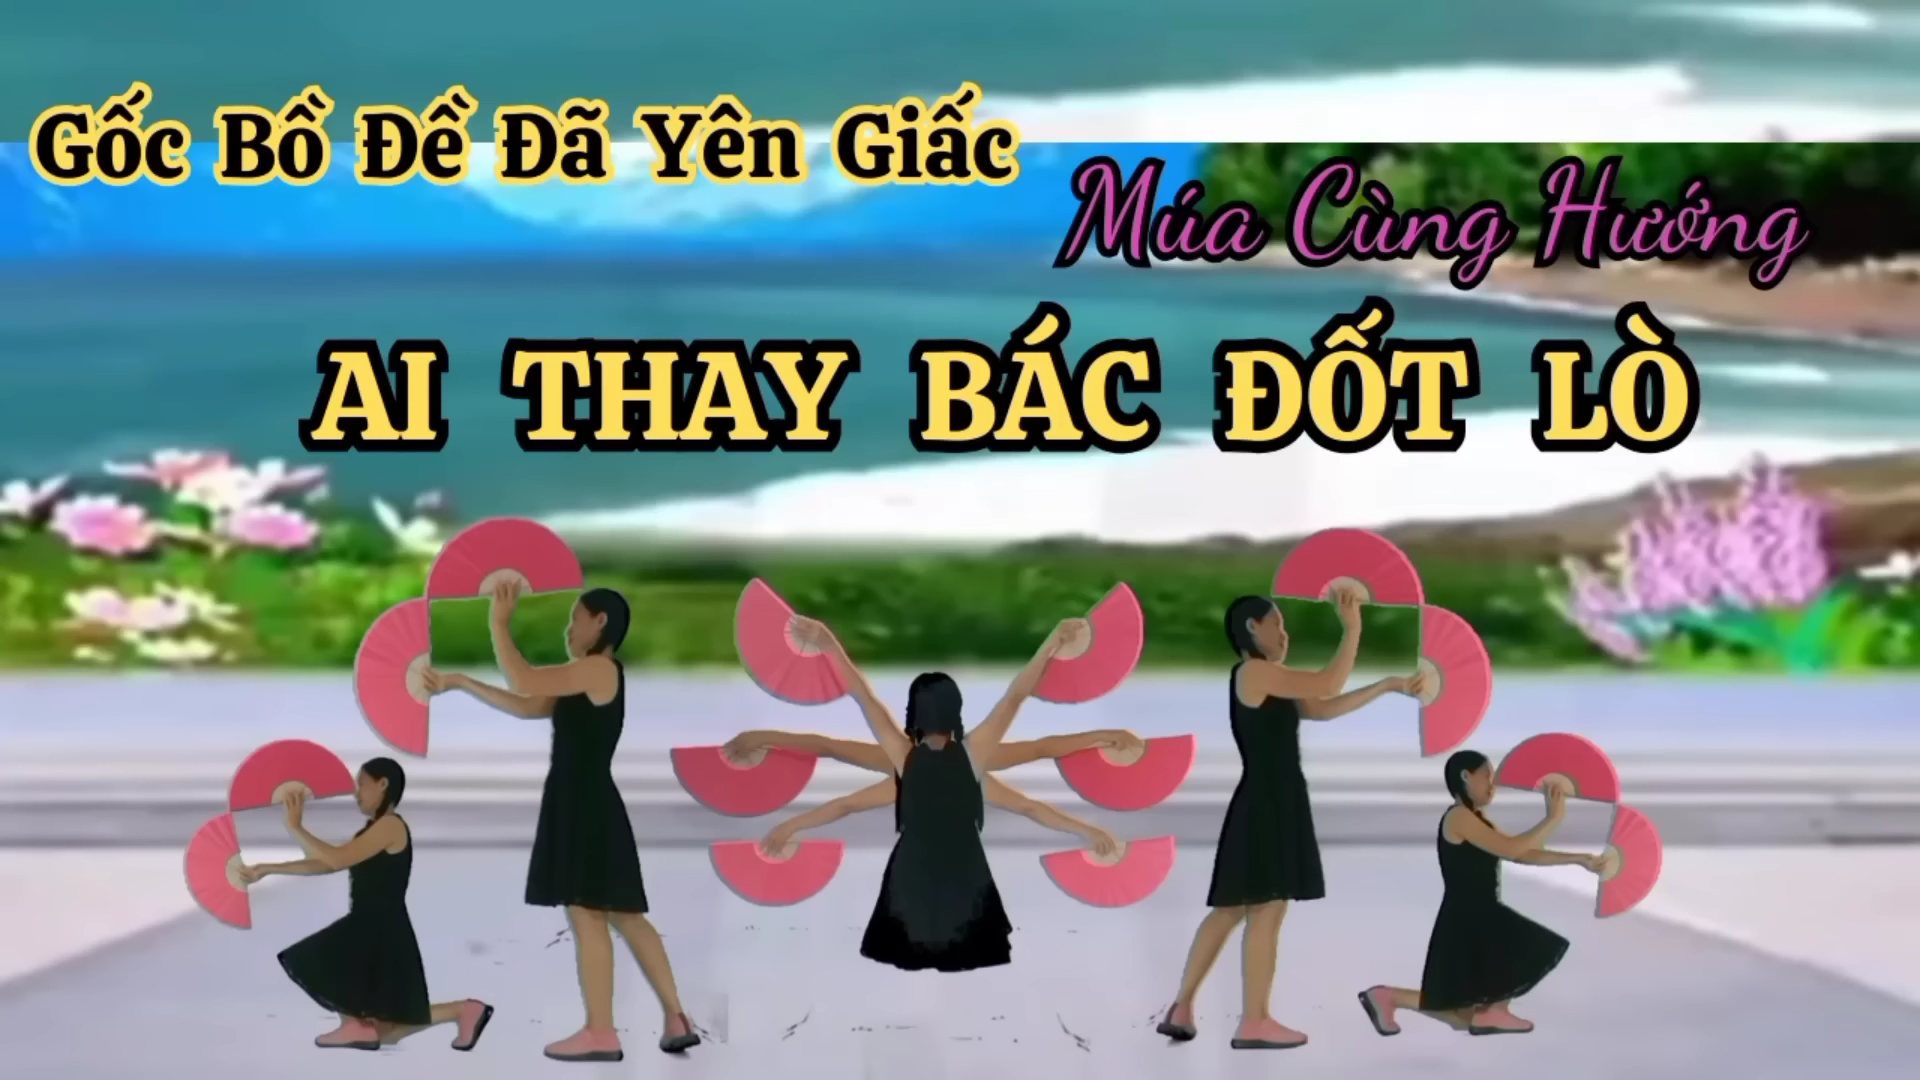 Gốc Bồ Đề Đã Yên Giấc
Múa Cùng Hướng
AI THAY BÁC ĐỐT LÒ